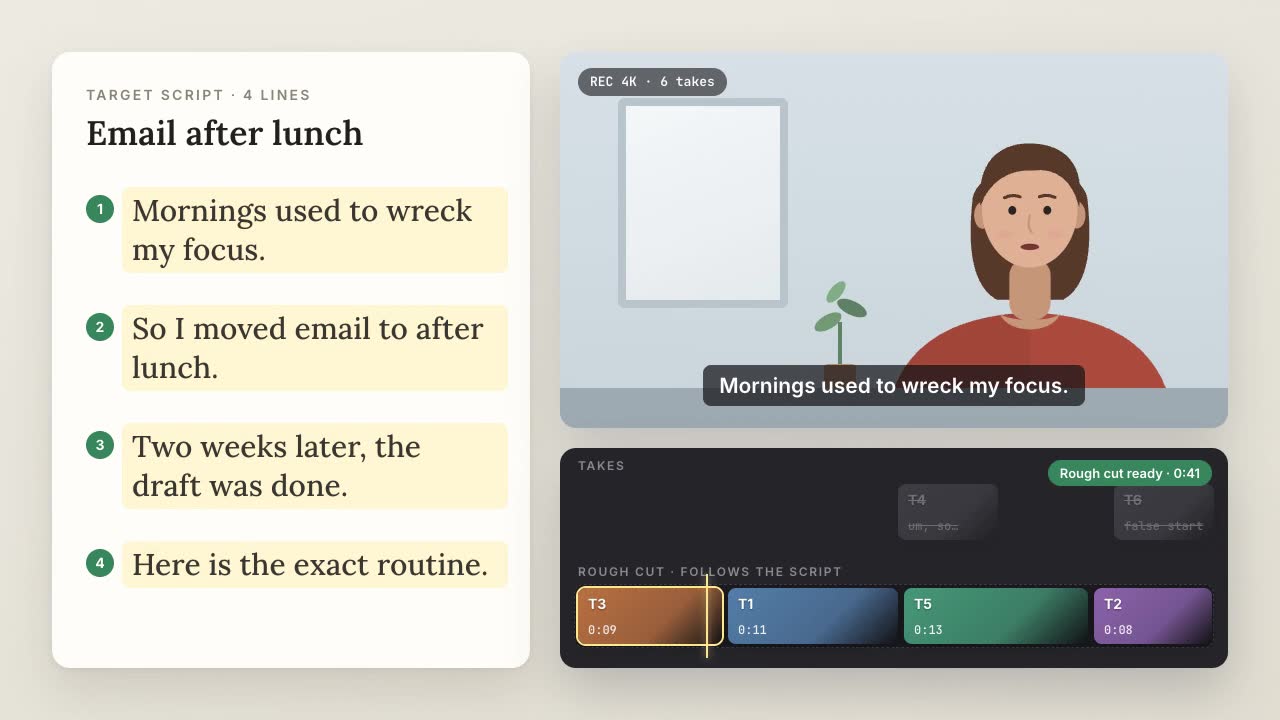 TARGET SCRIPT · 4 LINES
Email after lunch
1
Mornings used to wreck
my focus.
2
So I moved email to after
lunch.
3
Two weeks later, the
draft was done.
4
Here is the exact routine.
REC 4K · 6 takes
Mornings used to wreck my focus.
TAKES
Rough cut ready · 0:41
T4
um, so…
T6
false start
ROUGH CUT · FOLLOWS THE SCRIPT
T3
0:09
T1
0:11
T5
0:13
T2
0:08